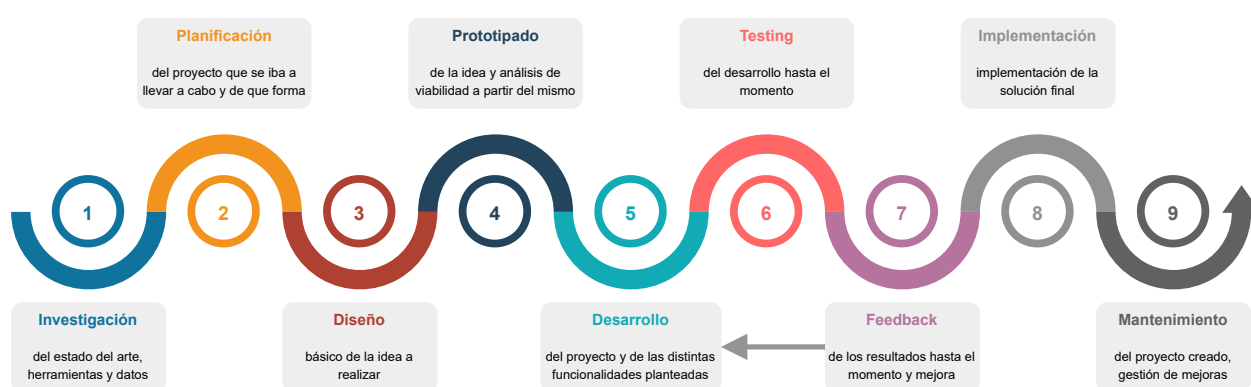 Planificación
del proyecto que se iba a
llevar a cabo y de que forma
Prototipado
de la idea y análisis de
viabilidad a partir del mismo
Testing
del desarrollo hasta el
momento
Implementación
implementación de la
solución final
1
2
3
4
5
6
7
8
9
Investigación
del estado del arte,
herramientas y datos
Diseño
básico de la idea a
realizar
Desarrollo
del proyecto y de las distintas
funcionalidades planteadas
Feedback
de los resultados hasta el
momento y mejora
Mantenimiento
del proyecto creado,
gestión de mejoras